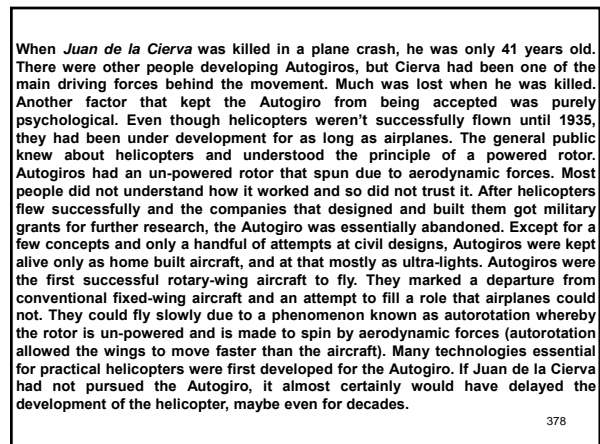 When Juan de la Cierva was killed in a plane crash, he was only 41 years old.
There were other people developing Autogiros, but Cierva had been one of the
main driving forces behind the movement. Much was lost when he was killed.
Another factor that kept the Autogiro from being accepted was purely
psychological. Even though helicopters weren't successfully flown until 1935,
they had been under development for as long as airplanes. The general public
knew about helicopters and understood the principle of a powered rotor.
Autogiros had an un-powered rotor that spun due to aerodynamic forces. Most
people did not understand how it worked and so did not trust it. After helicopters
flew successfully and the companies that designed and built them got military
grants for further research, the Autogiro was essentially abandoned. Except for a
few concepts and only a handful of attempts at civil designs, Autogiros were kept
alive only as home built aircraft, and at that mostly as ultra-lights. Autogiros were
the first successful rotary-wing aircraft to fly. They marked a departure from
conventional fixed-wing aircraft and an attempt to fill a role that airplanes could
not. They could fly slowly due to a phenomenon known as autorotation whereby
the rotor is un-powered and is made to spin by aerodynamic forces (autorotation
allowed the wings to move faster than the aircraft). Many technologies essential
for practical helicopters were first developed for the Autogiro. If Juan de la Cierva
had not pursued the Autogiro, it almost certainly would have delayed the
development of the helicopter, maybe even for decades.
378